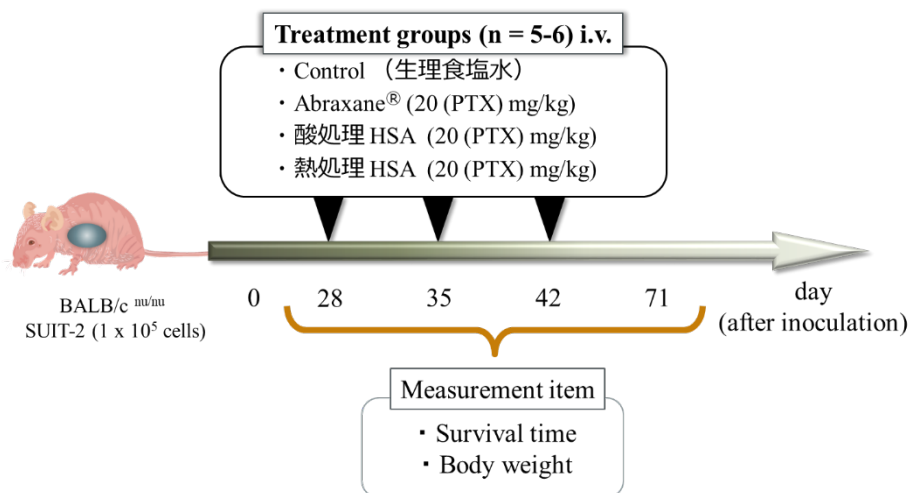 Treatment groups (n = 5-6) i.v.
・Control （生理食塩水）
・Abraxane® (20 (PTX) mg/kg)
・酸処理 HSA (20 (PTX) mg/kg)
・熱処理 HSA (20 (PTX) mg/kg)
BALB/c nu/nu
SUIT-2 (1 x 10⁵ cells)
0 28 35 42 71 day
(after inoculation)
Measurement item
・Survival time
・Body weight